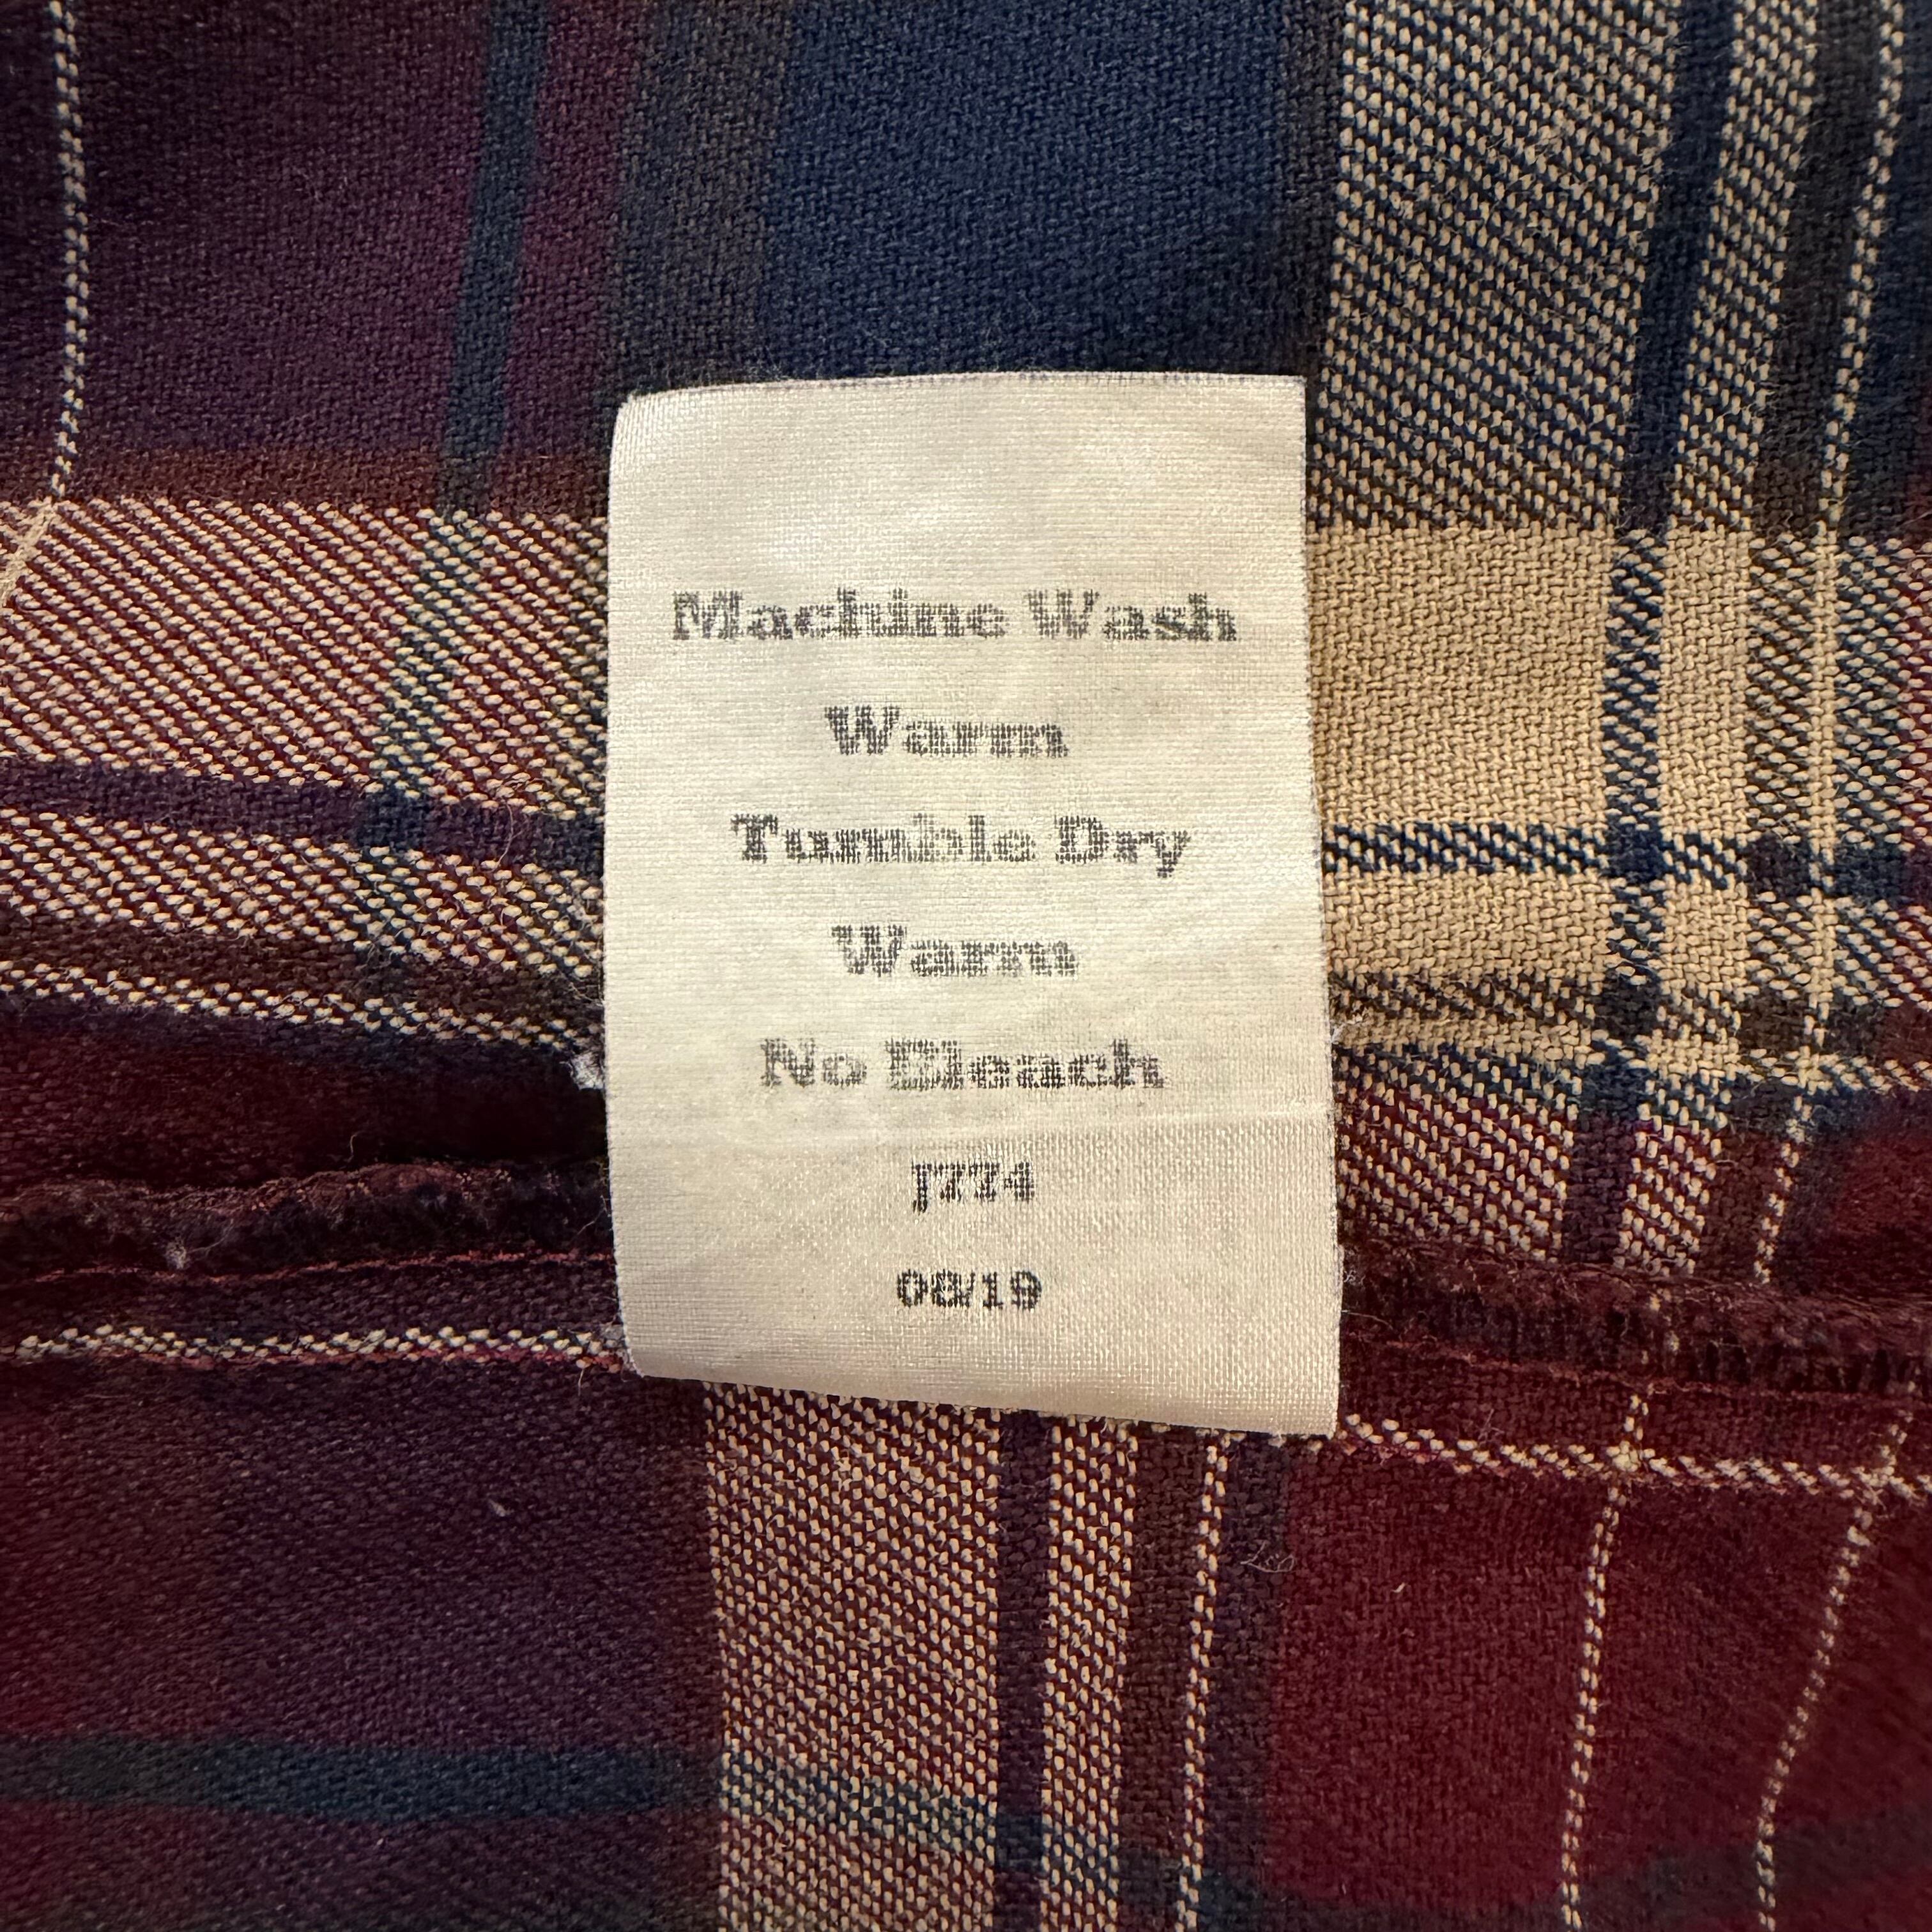 Machine Wash
Warm
Tumble Dry
Warm
No Bleach
J774
08/19